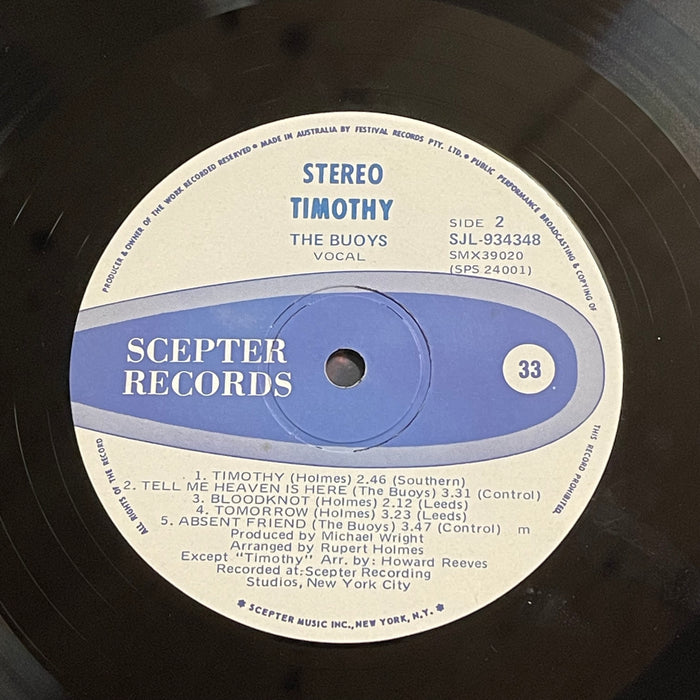 PRODUCER & OWNER OF THE WORK RECORDED RESERVED • MADE IN AUSTRALIA BY FESTIVAL RECORDS PTY. LTD. • PUBLIC PERFORMANCE BROADCASTING & COPYING OF
THIS RECORD PROHIBITED.
ALL RIGHTS OF THE RECORD
STEREO
TIMOTHY
THE BUOYS
VOCAL
SIDE 2
SJL-934348
SMX39020
(SPS 24001)
SCEPTER
RECORDS
33
1. TIMOTHY (Holmes) 2.46 (Southern)
2. TELL ME HEAVEN IS HERE (The Buoys) 3.31 (Control)
3. BLOODKNOT (Holmes) 2.12 (Leeds)
4. TOMORROW (Holmes) 3.23 (Leeds)
5. ABSENT FRIEND (The Buoys) 3.47 (Control) m
Produced by Michael Wright
Arranged by Rupert Holmes
Except "Timothy" Arr. by: Howard Reeves
Recorded at: Scepter Recording
Studios, New York City
* SCEPTER MUSIC INC., NEW YORK, N.Y. *